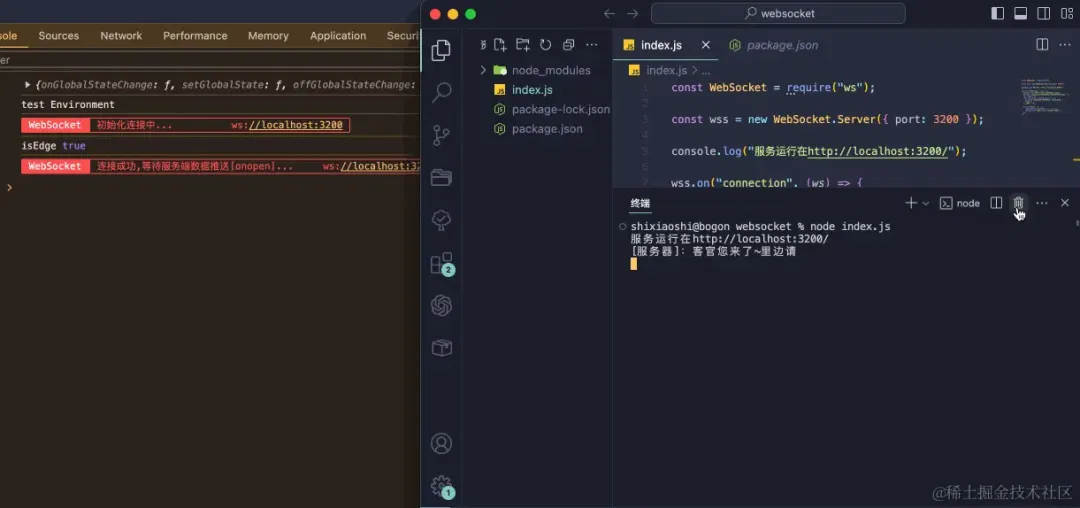 sole Sources Network Performance Memory Application Securi
er
{onGlobalStateChange: ƒ, setGlobalState: ƒ, offGlobalStateChange:
test Environment
WebSocket 初始化连接中... ws://localhost:3200
isEdge true
WebSocket 连接成功,等待服务端数据推送[onopen]... ws://localhost:32
websocket
node_modules
index.js
package-lock.json
package.json
2
1
index.js package.json
index.js > ...
1 const WebSocket = require("ws");
3 const wss = new WebSocket.Server({ port: 3200 });
5 console.log("服务运行在http://localhost:3200/");
7 wss.on("connection", (ws) => {
终端 node
shixiaoshi@bogon websocket % node index.js
服务运行在http://localhost:3200/
[服务器]: 客官您来了~里边请
@稀土掘金技术社区